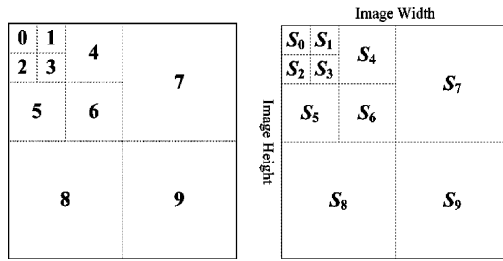 Image Width
0 1 4 7
2 3
5 6
8 9
S0 S1 S4 S7
S2 S3
S5 S6
S8 S9
Image Height